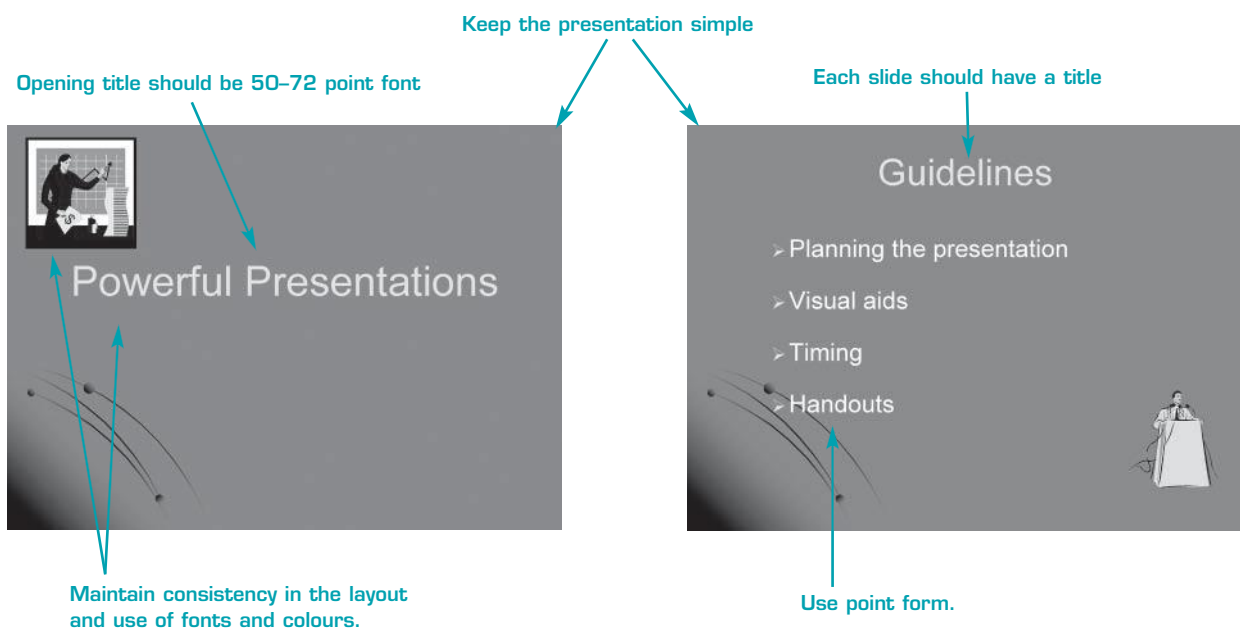 Keep the presentation simple
Opening title should be 50–72 point font
Each slide should have a title
Powerful Presentations
Maintain consistency in the layout
and use of fonts and colours.
Guidelines
➢ Planning the presentation
➢ Visual aids
➢ Timing
➢ Handouts
Use point form.